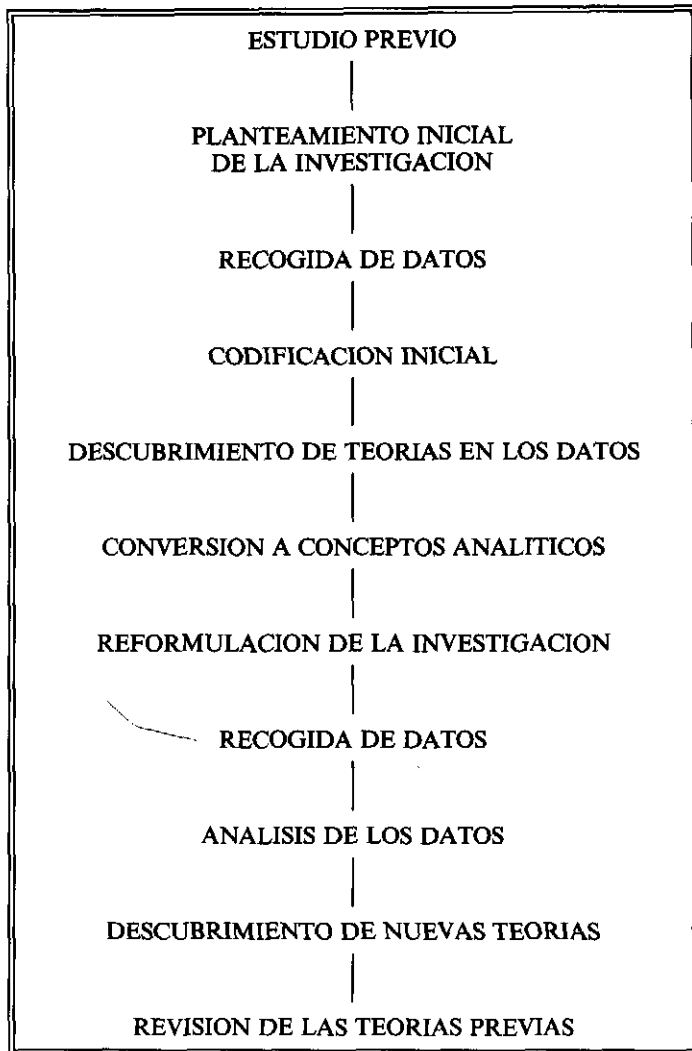 ESTUDIO PREVIO
PLANTEAMIENTO INICIAL
DE LA INVESTIGACION
RECOGIDA DE DATOS
CODIFICACION INICIAL
DESCUBRIMIENTO DE TEORIAS EN LOS DATOS
CONVERSION A CONCEPTOS ANALITICOS
REFORMULACION DE LA INVESTIGACION
RECOGIDA DE DATOS
ANALISIS DE LOS DATOS
DESCUBRIMIENTO DE NUEVAS TEORIAS
REVISION DE LAS TEORIAS PREVIAS